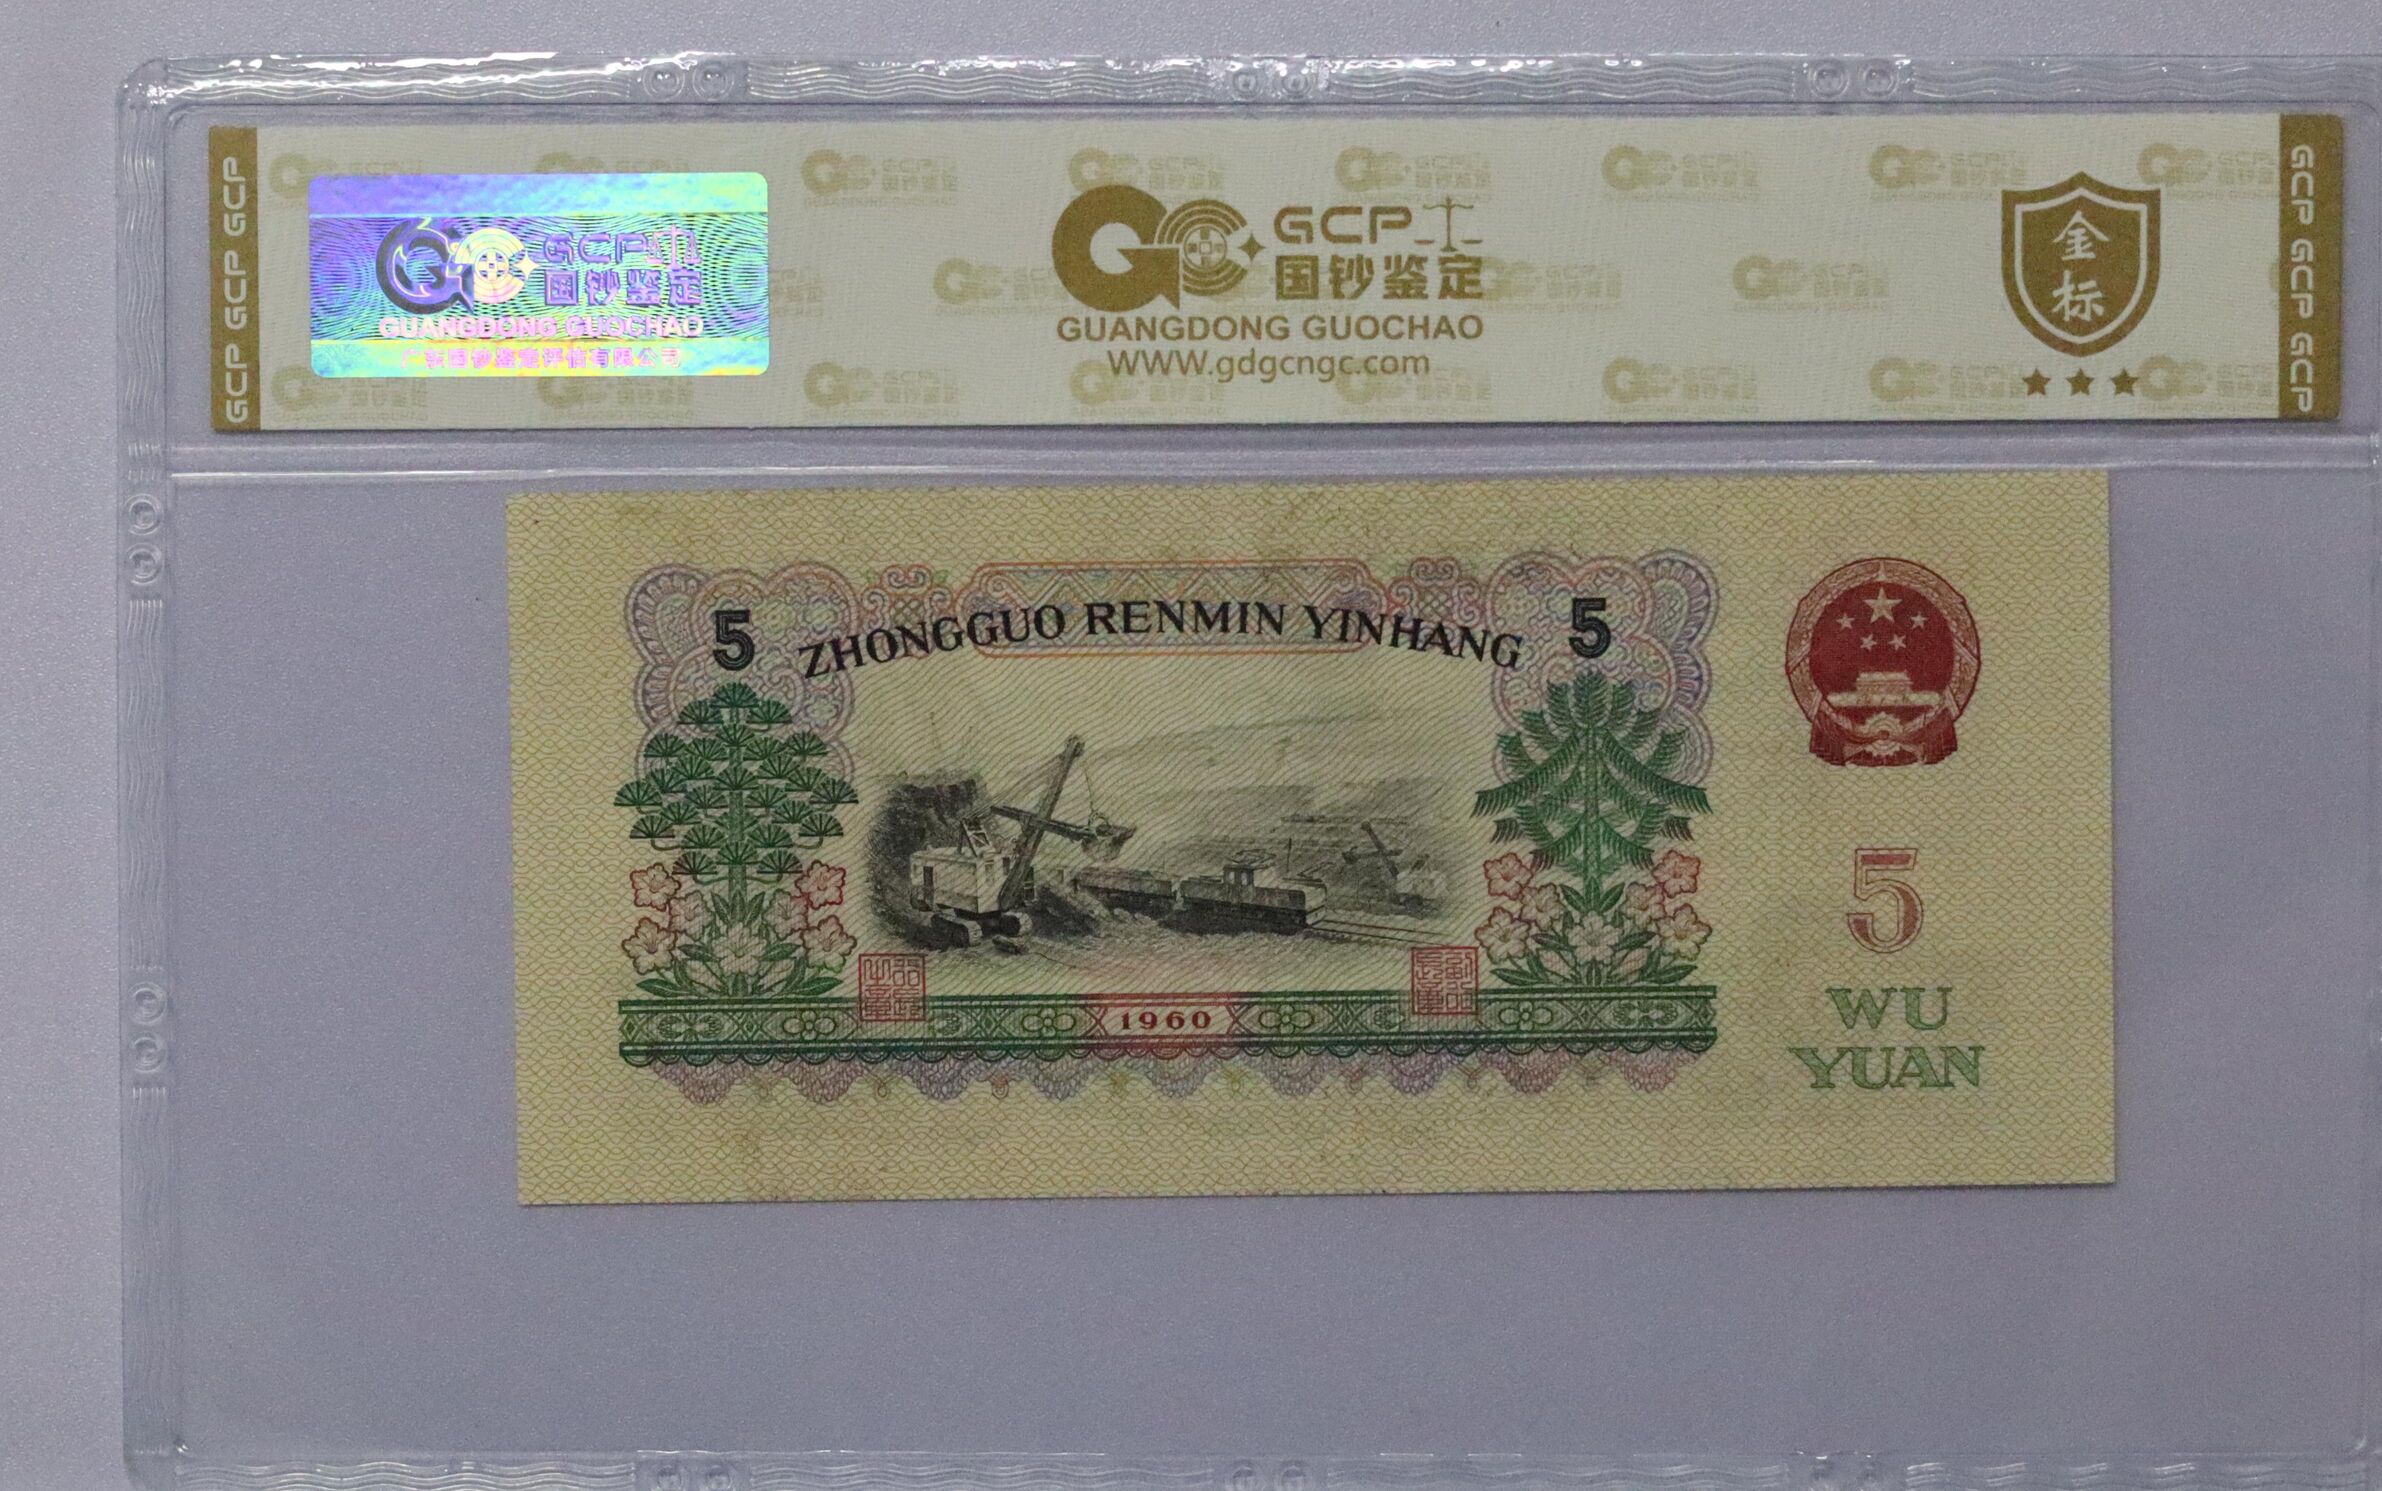 GCP GCP GCP
GCP
国钞鉴定
GUANGDONG GUOCHAO
广东国钞鉴定评估有限公司
GCP
国钞鉴定
GUANGDONG GUOCHAO
WWW.gdgcngc.com
金
标
GCP GCP GCP
5 ZHONGGUO RENMIN YINHANG 5
1960
5
WU
YUAN